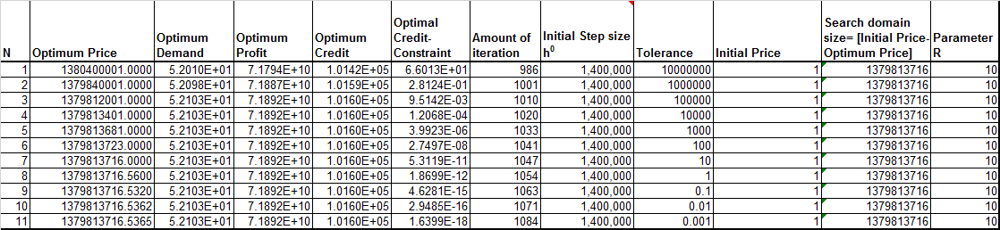 N Optimum Price Optimum Demand Optimum Profit Optimum Credit Optimal Credit-Constraint Amount of iteration Initial Step size h⁰ Tolerance Initial Price Search domain size= [Initial Price-Optimum Price] Parameter R
1 1380400001.0000 5.2010E+01 7.1794E+10 1.0142E+05 6.6013E+01 986 1,400,000 10000000 1 1379813716 10
2 1379840001.0000 5.2098E+01 7.1887E+10 1.0159E+05 2.8124E-01 1001 1,400,000 1000000 1 1379813716 10
3 1379812001.0000 5.2103E+01 7.1892E+10 1.0160E+05 9.5142E-03 1010 1,400,000 100000 1 1379813716 10
4 1379813401.0000 5.2103E+01 7.1892E+10 1.0160E+05 1.2068E-04 1020 1,400,000 10000 1 1379813716 10
5 1379813681.0000 5.2103E+01 7.1892E+10 1.0160E+05 3.9923E-06 1033 1,400,000 1000 1 1379813716 10
6 1379813723.0000 5.2103E+01 7.1892E+10 1.0160E+05 2.7497E-08 1041 1,400,000 100 1 1379813716 10
7 1379813716.0000 5.2103E+01 7.1892E+10 1.0160E+05 5.3119E-11 1047 1,400,000 10 1 1379813716 10
8 1379813716.5600 5.2103E+01 7.1892E+10 1.0160E+05 1.8699E-12 1054 1,400,000 1 1 1379813716 10
9 1379813716.5320 5.2103E+01 7.1892E+10 1.0160E+05 4.6281E-15 1063 1,400,000 0.1 1 1379813716 10
10 1379813716.5362 5.2103E+01 7.1892E+10 1.0160E+05 2.9485E-16 1071 1,400,000 0.01 1 1379813716 10
11 1379813716.5365 5.2103E+01 7.1892E+10 1.0160E+05 1.6399E-18 1084 1,400,000 0.001 1 1379813716 10